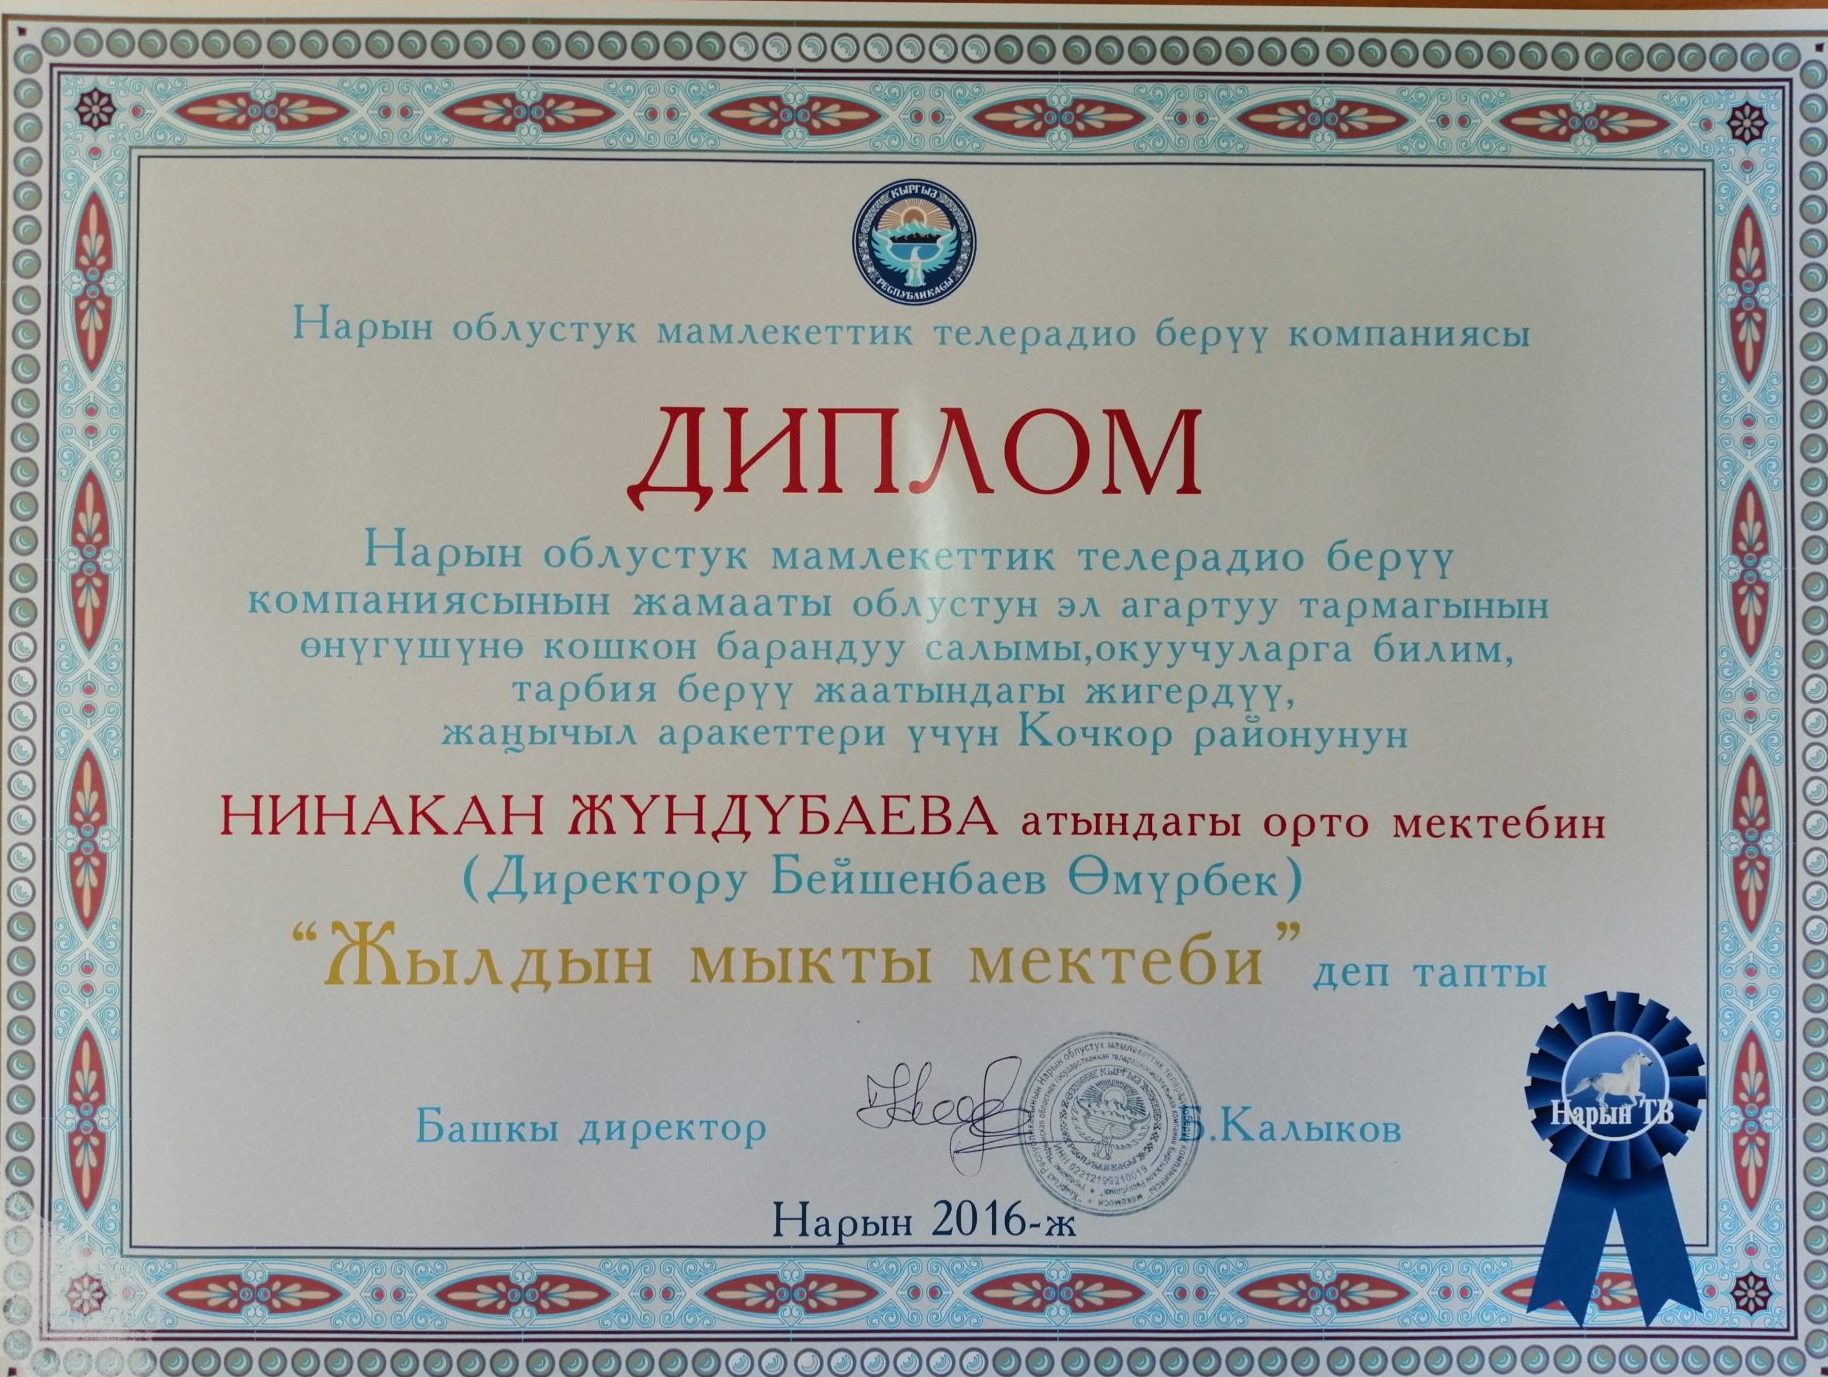 КЫРГЫЗ
РЕСПУБЛИКАСЫ
Нарын облустук мамлекеттик телерадио берүү компаниясы
ДИПЛОМ
Нарын облустук мамлекеттик телерадио берүү
компаниясынын жамааты облустун эл агартуу тармагынын
өнүгүшүнө кошкон барандуу салымы,окуучуларга билим,
тарбия берүү жаатындагы жигердүү,
жаңычыл аракеттери үчүн Кочкор районунун
НИНАКАН ЖҮНДҮБАЕВА атындагы орто мектебин
(Директору Бейшенбаев Өмүрбек)
“Жылдын мыкты мектеби” деп тапты
Башкы директор Б.Калыков
Нарын ТВ
Нарын 2016-ж